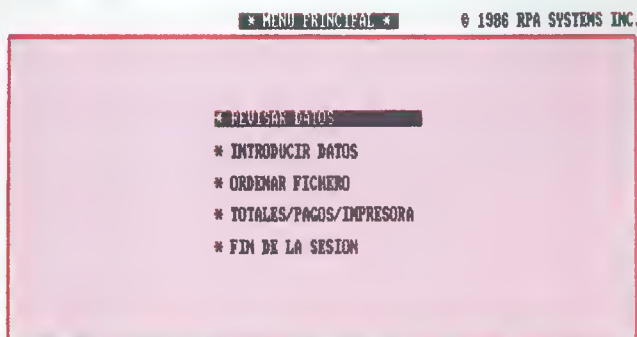 * MENU PRINCIPAL * © 1986 RPA SYSTEMS INC.
* REVISAR DATOS
* INTRODUCIR DATOS
* ORDENAR FICHERO
* TOTALES/PAGOS/IMPRESORA
* FIN DE LA SESION